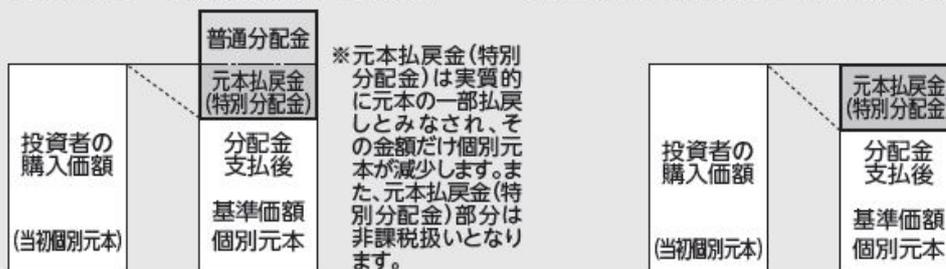 普通分配金
元本払戻金
(特別分配金)
投資者の
購入価額
(当初個別元本)
分配金
支払後
基準価額
個別元本
※元本払戻金(特別
分配金)は実質的
に元本の一部払戻
しとみなされ、そ
の金額だけ個別元
本が減少します。ま
た、元本払戻金(特
別分配金)部分は
非課税扱いとなり
ます。
投資者の
購入価額
(当初個別元本)
元本払戻金
(特別分配金
分配金
支払後
基準価額
個別元本